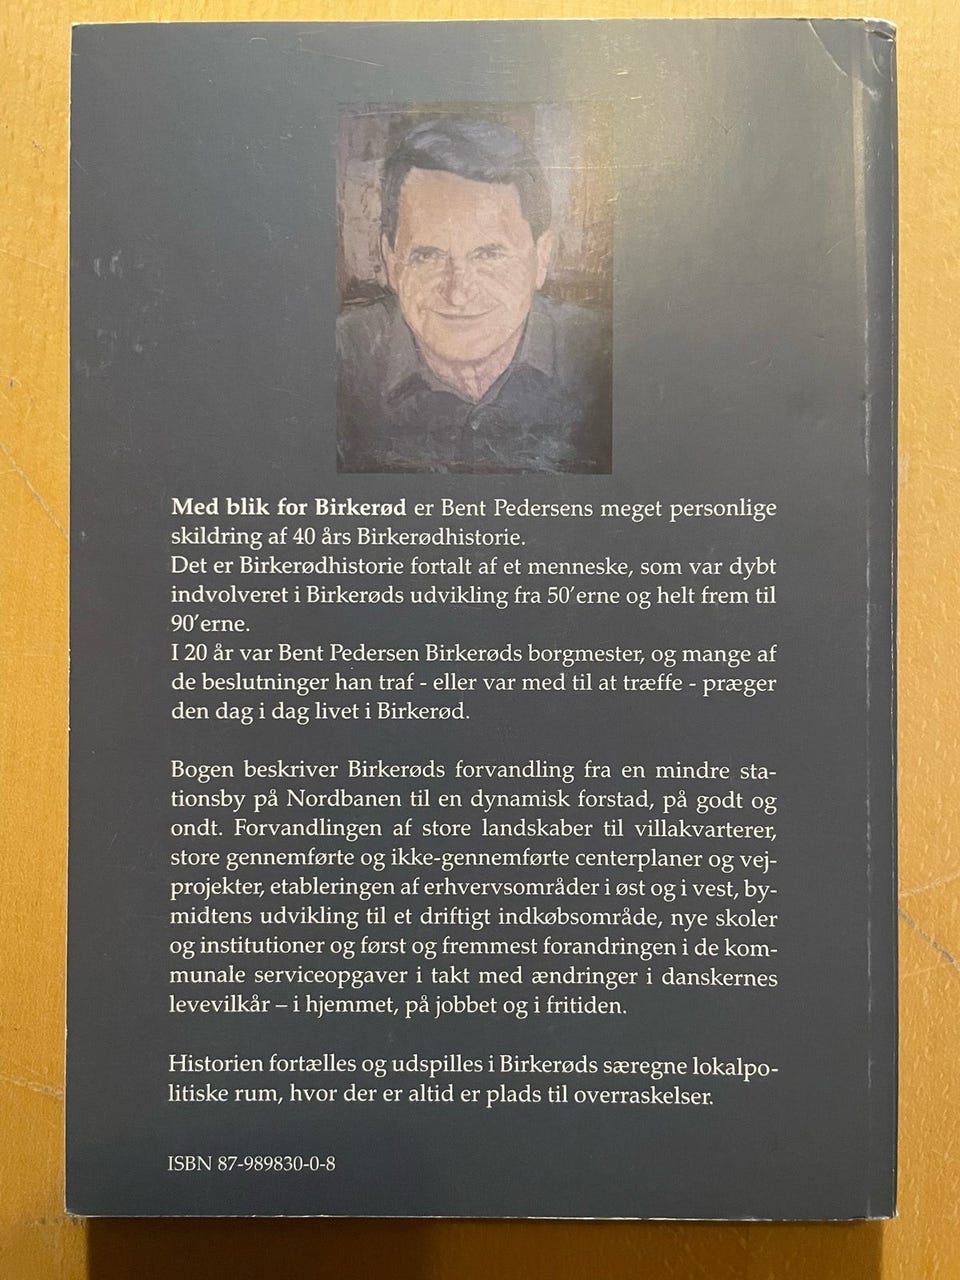 Med blik for Birkerød er Bent Pedersens meget personlige
skildring af 40 års Birkerødhistorie.
Det er Birkerødhistorie fortalt af et menneske, som var dybt
indvolveret i Birkerøds udvikling fra 50'erne og helt frem til
90'erne.
I 20 år var Bent Pedersen Birkerøds borgmester, og mange af
de beslutninger han traf - eller var med til at træffe - præger
den dag i dag livet i Birkerød.
Bogen beskriver Birkerøds forvandling fra en mindre sta-
tionsby på Nordbanen til en dynamisk forstad, på godt og
ondt. Forvandlingen af store landskaber til villakvarterer,
store gennemførte og ikke-gennemførte centerplaner og vej-
projekter, etableringen af erhvervsområder i øst og i vest, by-
midtens udvikling til et driftigt indkøbsområde, nye skoler
og institutioner og først og fremmest forandringen i de kom-
munale serviceopgaver i takt med ændringer i danskernes
levevilkår – i hjemmet, på jobbet og i fritiden.
Historien fortælles og udspilles i Birkerøds særegne lokalpo-
litiske rum, hvor der er altid er plads til overraskelser.
ISBN 87-989830-0-8